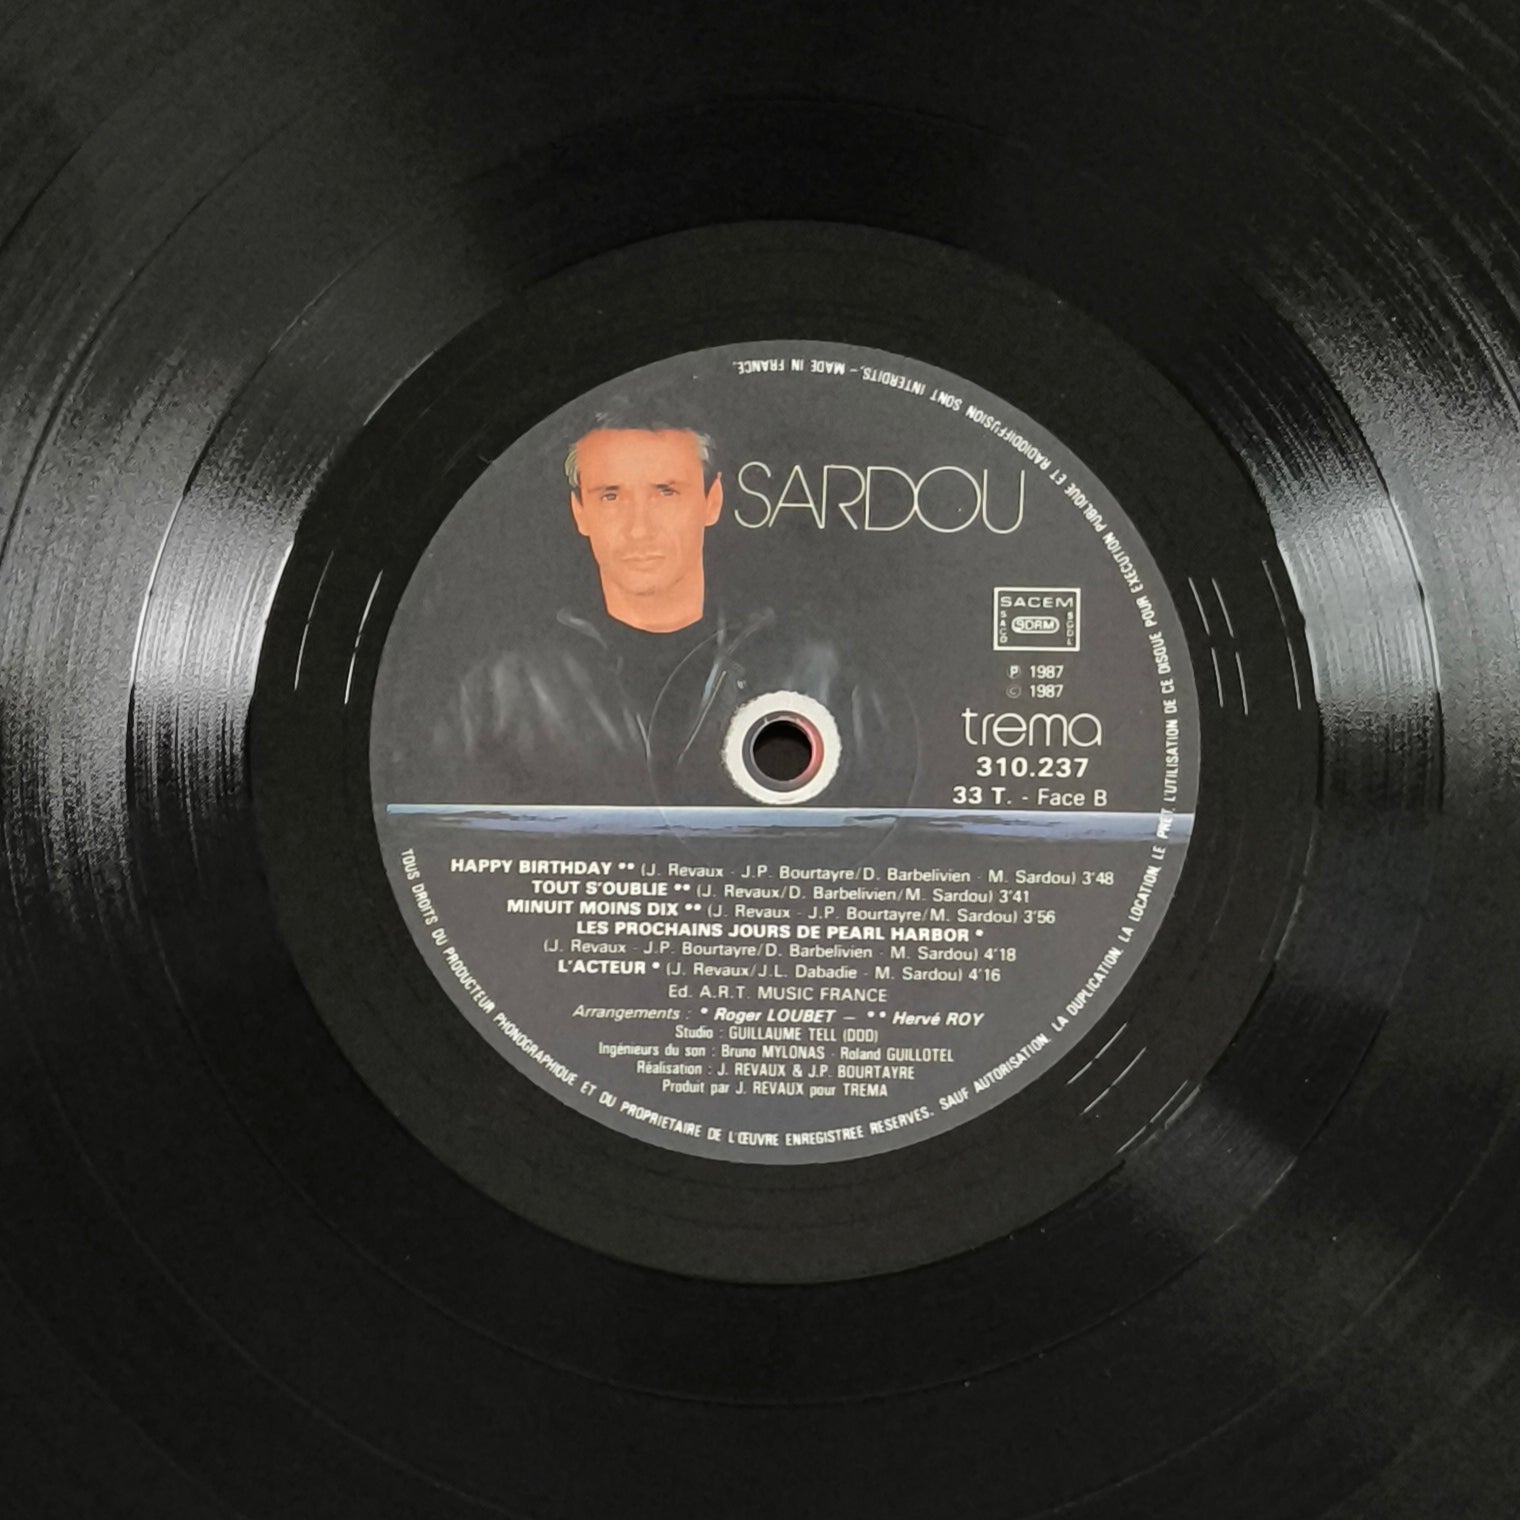 SARDOU
SACEM
SACD
SDRM
SGDL
℗ 1987
© 1987
trema
310.237
33 T. - Face B
HAPPY BIRTHDAY ** (J. Revaux - J.P. Bourtayre/D. Barbelivien - M. Sardou) 3'48
TOUT S'OUBLIE ** (J. Revaux/D. Barbelivien/M. Sardou) 3'41
MINUIT MOINS DIX ** (J. Revaux - J.P. Bourtayre/M. Sardou) 3'56
LES PROCHAINS JOURS DE PEARL HARBOR *
(J. Revaux - J.P. Bourtayre/D. Barbelivien - M. Sardou) 4'18
L'ACTEUR * (J. Revaux/J.L. Dabadie - M. Sardou) 4'16
Ed. A.R.T. MUSIC FRANCE
Arrangements : * Roger LOUBET - ** Hervé ROY
Studio : GUILLAUME TELL (DDD)
Ingénieurs du son : Bruno MYLONAS - Roland GUILLOTEL
Réalisation : J. REVAUX & J.P. BOURTAYRE
Produit par J. REVAUX pour TREMA
TOUS DROITS DU PRODUCTEUR PHONOGRAPHIQUE ET DU PROPRIETAIRE DE L'ŒUVRE ENREGISTREE RESERVES. SAUF AUTORISATION, LA DUPLICATION, LA LOCATION, LE PRET, L'UTILISATION DE CE DISQUE POUR EXECUTION PUBLIQUE ET RADIODIFFUSION SONT INTERDITS. - MADE IN FRANCE.